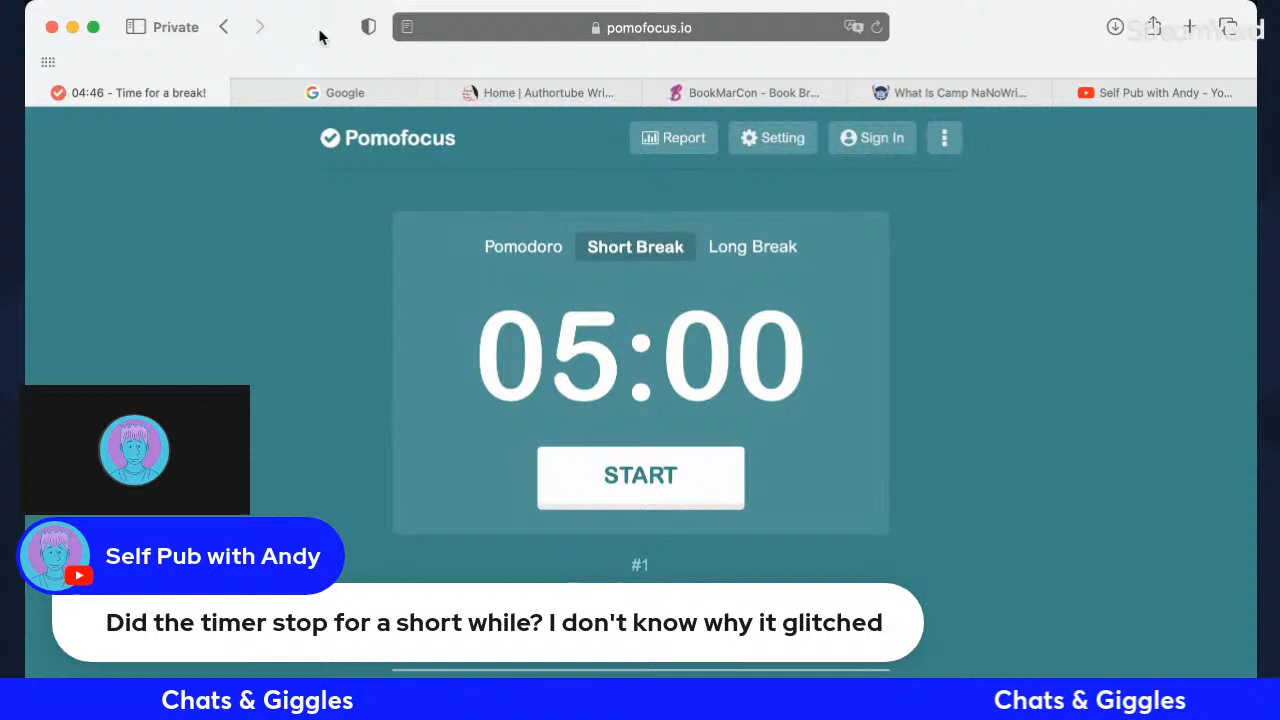 Private
pomofocus.io
StreamYard
04:46 - Time for a break!
Google
Home | Authortube Wri...
BookMarCon - Book Br...
What Is Camp NaNoWri...
Self Pub with Andy - Yo...
Pomofocus
Report
Setting
Sign In
Pomodoro
Short Break
Long Break
05:00
START
#1
Self Pub with Andy
Did the timer stop for a short while? I don't know why it glitched
Chats & Giggles
Chats & Giggles